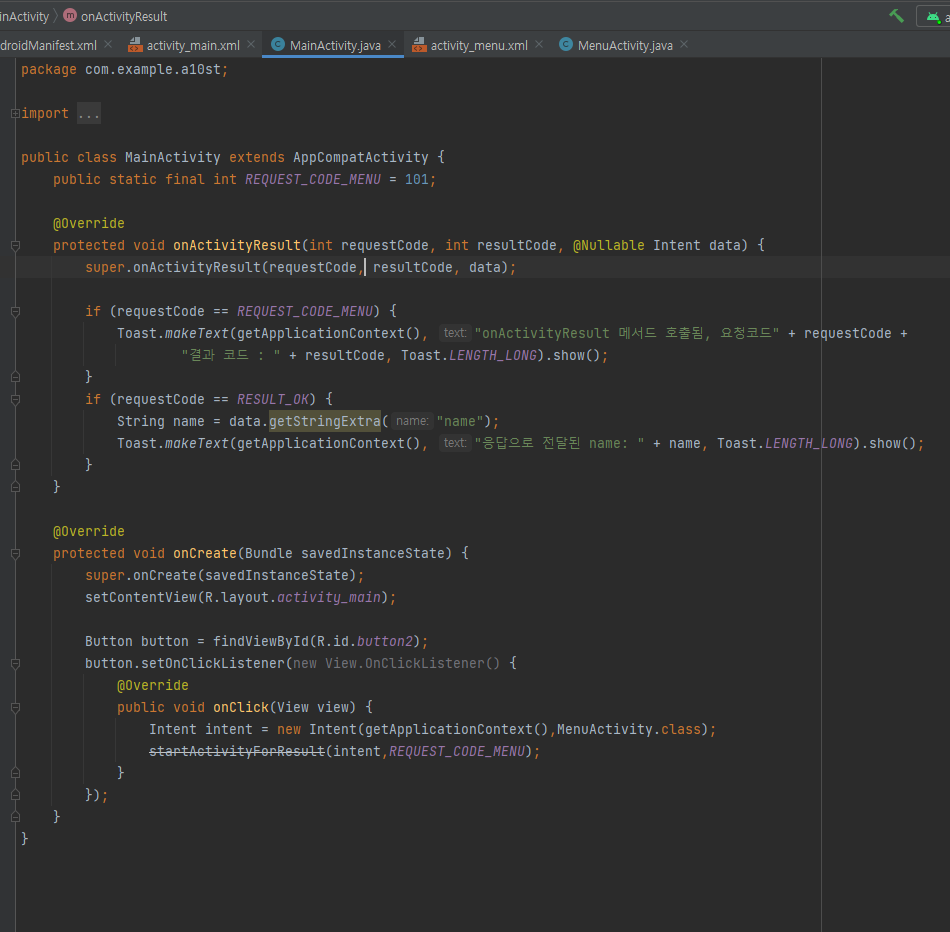 inActivity onActivityResult
droidManifest.xml activity_main.xml MainActivity.java activity_menu.xml MenuActivity.java
package com.example.a10st;
import ...
public class MainActivity extends AppCompatActivity {
public static final int REQUEST_CODE_MENU = 101;
@Override
protected void onActivityResult(int requestCode, int resultCode, @Nullable Intent data) {
super.onActivityResult(requestCode, resultCode, data);
if (requestCode == REQUEST_CODE_MENU) {
Toast.makeText(getApplicationContext(), text: "onActivityResult 메서드 호출됨, 요청코드" + requestCode +
"결과 코드 : " + resultCode, Toast.LENGTH_LONG).show();
}
if (requestCode == RESULT_OK) {
String name = data.getStringExtra( name: "name");
Toast.makeText(getApplicationContext(), text: "응답으로 전달된 name: " + name, Toast.LENGTH_LONG).show();
}
}
@Override
protected void onCreate(Bundle savedInstanceState) {
super.onCreate(savedInstanceState);
setContentView(R.layout.activity_main);
Button button = findViewById(R.id.button2);
button.setOnClickListener(new View.OnClickListener() {
@Override
public void onClick(View view) {
Intent intent = new Intent(getApplicationContext(),MenuActivity.class);
startActivityForResult(intent,REQUEST_CODE_MENU);
}
});
}
}